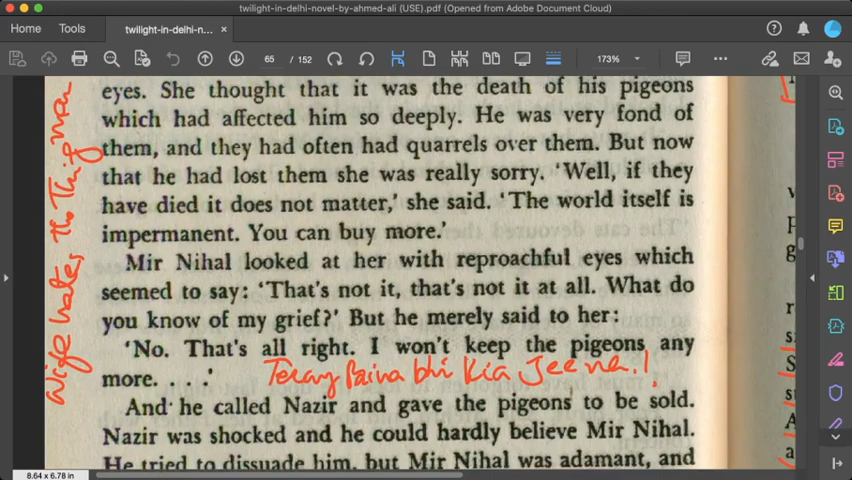 twilight-in-delhi-novel-by-ahmed-ali (USE).pdf (Opened from Adobe Document Cloud)
Home
Tools
twilight-in-delhi-n... ×
65 / 152
173%
eyes. She thought that it was the death of his pigeons
which had affected him so deeply. He was very fond of
them, and they had often had quarrels over them. But now
that he had lost them she was really sorry. 'Well, if they
have died it does not matter,' she said. 'The world itself is
impermanent. You can buy more.'
Mir Nihal looked at her with reproachful eyes which
seemed to say: 'That's not it, that's not it at all. What do
you know of my grief?' But he merely said to her:
'No. That's all right. I won't keep the pigeons any
more. . . .'
bhi Kia Jeena..!
And he called Nazir and gave the pigeons to be sold.
Nazir was shocked and he could hardly believe Mir Nihal.
He tried to dissuade him, but Mir Nihal was adamant, and
Wife hates
8.64 x 6.78 in